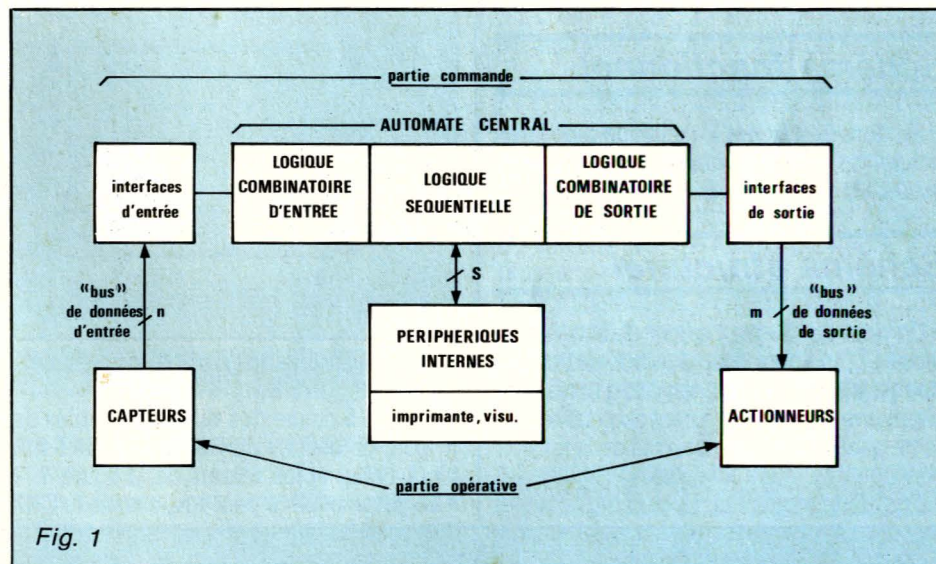 partie commande
AUTOMATE CENTRAL
interfaces
d'entrée
LOGIQUE
COMBINATOIRE
D'ENTREE
LOGIQUE
SEQUENTIELLE
LOGIQUE
COMBINATOIRE
DE SORTIE
interfaces
de sortie
«bus»
de données
d'entrée
n
S
m
«bus»
de données
de sortie
PERIPHERIQUES
INTERNES
imprimante, visu.
CAPTEURS
ACTIONNEURS
partie opérative
Fig. 1